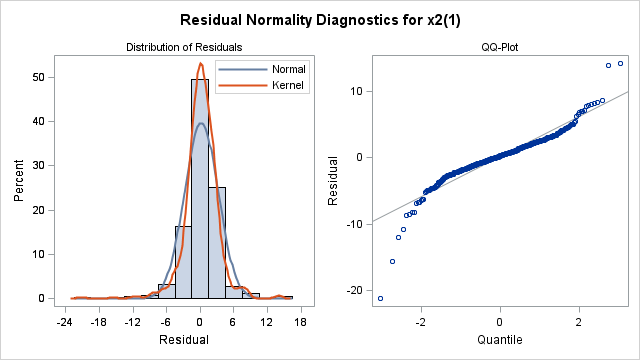 Residual Normality Diagnostics for x2(1)
Distribution of Residuals
Normal
Kernel
Percent
50
40
30
20
10
0
-24 -18 -12 -6 0 6 12 18
Residual
QQ-Plot
Residual
10
0
-10
-20
-2 0 2
Quantile